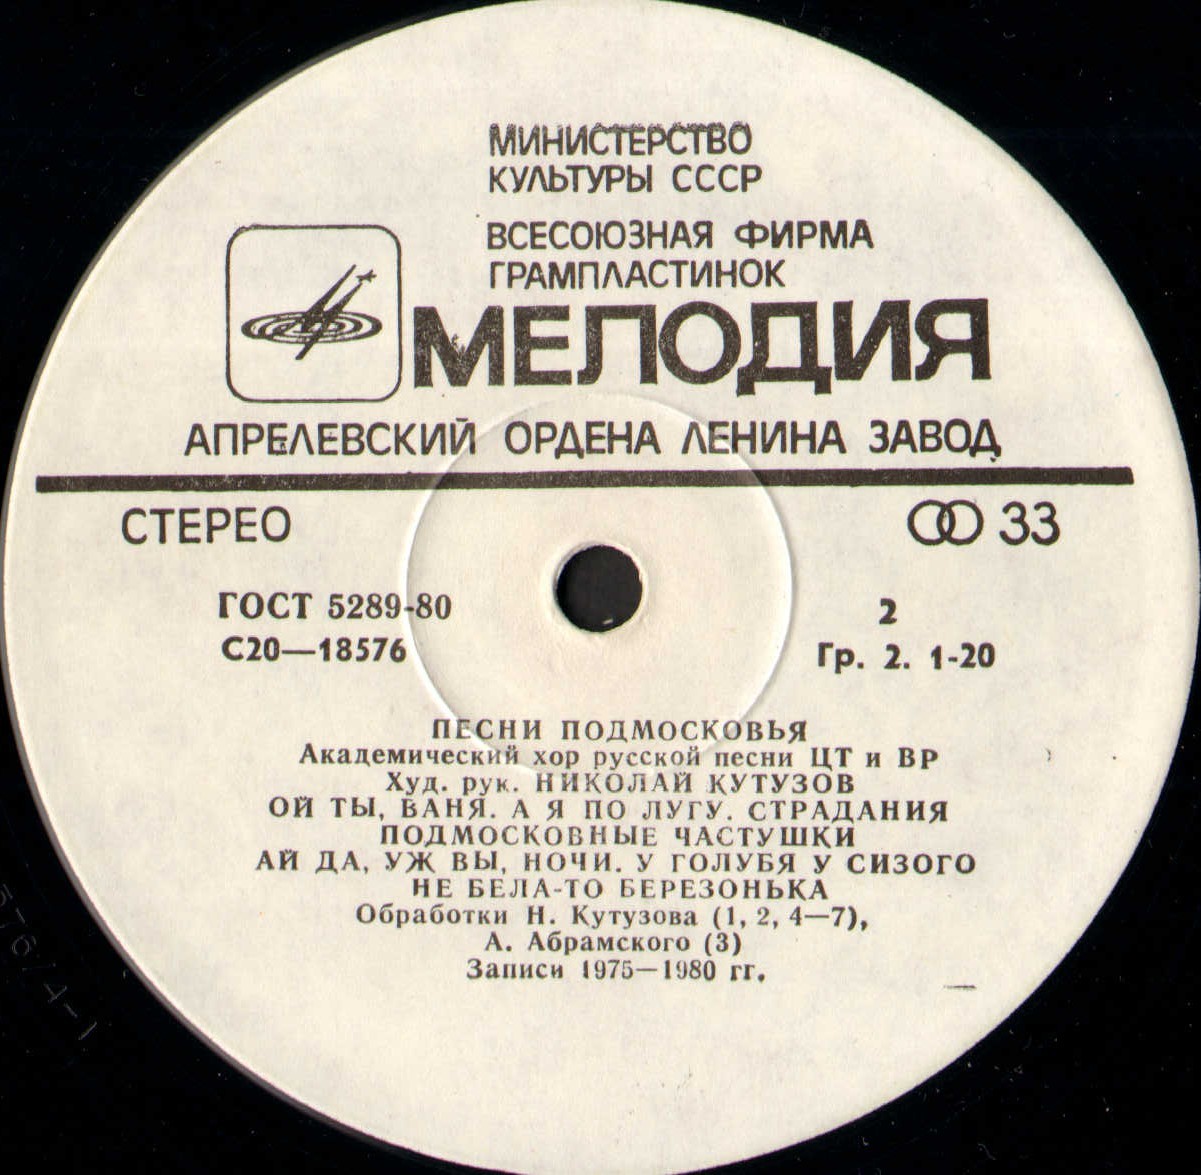 МИНИСТЕРСТВО
КУЛЬТУРЫ СССР
ВСЕСОЮЗНАЯ ФИРМА
ГРАМПЛАСТИНОК
МЕЛОДИЯ
АПРЕЛЕВСКИЙ ОРДЕНА ЛЕНИНА ЗАВОД
СТЕРЕО 33
ГОСТ 5289-80 2
С20—18576 Гр. 2. 1-20
ПЕСНИ ПОДМОСКОВЬЯ
Академический хор русской песни ЦТ и ВР
Худ. рук. НИКОЛАЙ КУТУЗОВ
ОЙ ТЫ, ВАНЯ. А Я ПО ЛУГУ. СТРАДАНИЯ
ПОДМОСКОВНЫЕ ЧАСТУШКИ
АЙ ДА, УЖ ВЫ, НОЧИ. У ГОЛУБЯ У СИЗОГО
НЕ БЕЛА-ТО БЕРЕЗОНЬКА
Обработки Н. Кутузова (1, 2, 4—7),
А. Абрамского (3)
Записи 1975—1980 гг.